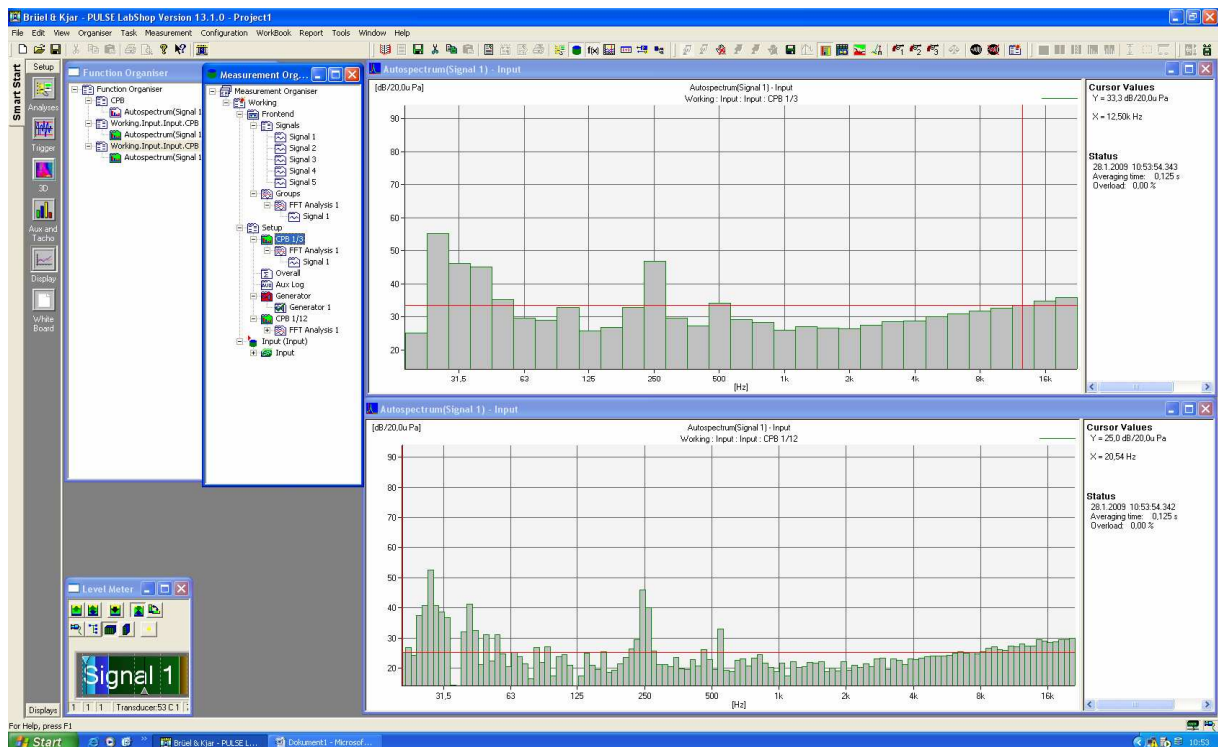 Brüel & Kjær - PULSE LabShop Version 13.1.0 - Project1
File Edit View Organiser Task Measurement Configuration WorkBook Report Tools Window Help
Smart Start
Setup
Analyses
Trigger
3D
Aux and
Tacho
Display
White
Board
Displays
Function Organiser
Function Organiser
CPB
Autospectrum(Signal 1
Working.Input.Input.CPB
Autospectrum(Signal 1
Working.Input.Input.CPB
Autospectrum(Signal 1
Measurement Org...
Measurement Organiser
Working
Frontend
Signals
Signal 1
Signal 2
Signal 3
Signal 4
Signal 5
Groups
FFT Analysis 1
Signal 1
Setup
CPB 1/3
FFT Analysis 1
Signal 1
Overall
Aux Log
Generator
Generator 1
CPB 1/12
FFT Analysis 1
Input (Input)
Input
Autospectrum(Signal 1) - Input
[dB/20,0u Pa]
Autospectrum(Signal 1) - Input
Working : Input : Input : CPB 1/3
90
80
70
60
50
40
30
20
31,5 63 125 250 500 1k 2k 4k 8k 16k
[Hz]
Cursor Values
Y = 33,3 dB/20,0u Pa
X = 12,50k Hz
Status
28.1.2009 10:53:54.343
Averaging time: 0,125 s
Overload: 0,00 %
Autospectrum(Signal 1) - Input
[dB/20,0u Pa]
Autospectrum(Signal 1) - Input
Working : Input : Input : CPB 1/12
90
80
70
60
50
40
30
20
31,5 63 125 250 500 1k 2k 4k 8k 16k
[Hz]
Cursor Values
Y = 25,0 dB/20,0u Pa
X = 20,54 Hz
Status
28.1.2009 10:53:54.342
Averaging time: 0,125 s
Overload: 0,00 %
Level Meter
Signal 1
1 1 1 Transducer:53 C 1
For Help, press F1
Start
Brüel & Kjær - PULSE L...
Dokument1 - Microsof...
10:53